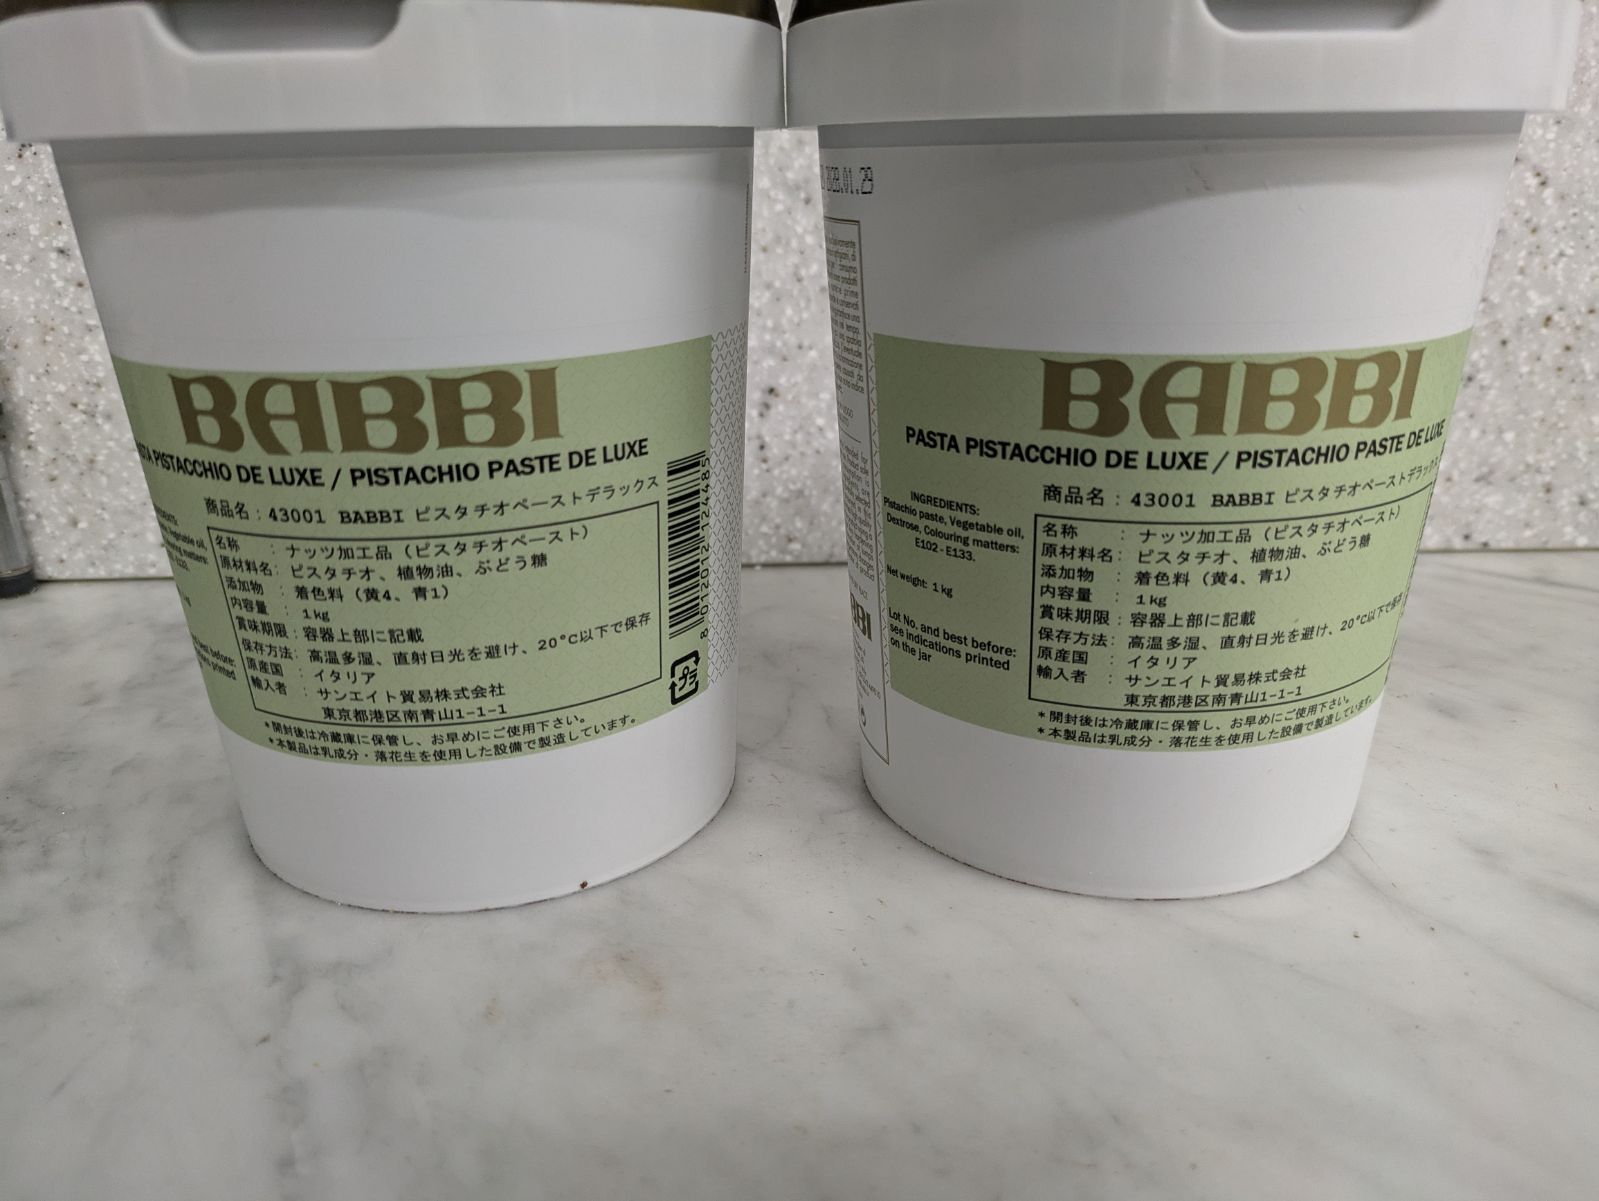 BABBI
PASTA PISTACCHIO DE LUXE / PISTACHIO PASTE DE LUXE
商品名：43001 BABBI ピスタチオペーストデラックス
名称　：ナッツ加工品（ピスタチオペースト）
原材料名：ピスタチオ、植物油、ぶどう糖
添加物　：着色料（黄4、青1）
内容量　：1kg
賞味期限：容器上部に記載
保存方法：高温多湿、直射日光を避け、20°C以下で保存
原産国　：イタリア
輸入者　：サンエイト貿易株式会社
東京都港区南青山1-1-1
＊開封後は冷蔵庫に保管し、お早めにご使用下さい。
＊本製品は乳成分・落花生を使用した設備で製造しています。
8 012012 124485
プラ
vegetable oil,
matters:
best before:
printed
.01.29
BABBI
PASTA PISTACCHIO DE LUXE / PISTACHIO PASTE DE LUXE
INGREDIENTS:
Pistachio paste, Vegetable oil,
Dextrose, Colouring matters:
E102 - E133.
Net weight: 1 kg
Lot No. and best before:
see indications printed
on the jar
商品名：43001 BABBI ピスタチオペーストデラックス
名称　：ナッツ加工品（ピスタチオペースト）
原材料名：ピスタチオ、植物油、ぶどう糖
添加物　：着色料（黄4、青1）
内容量　：1kg
賞味期限：容器上部に記載
保存方法：高温多湿、直射日光を避け、20°C以下で保存
原産国　：イタリア
輸入者　：サンエイト貿易株式会社
東京都港区南青山1-1-1
＊開封後は冷蔵庫に保管し、お早めにご使用下さい。
＊本製品は乳成分・落花生を使用した設備で製造しています。